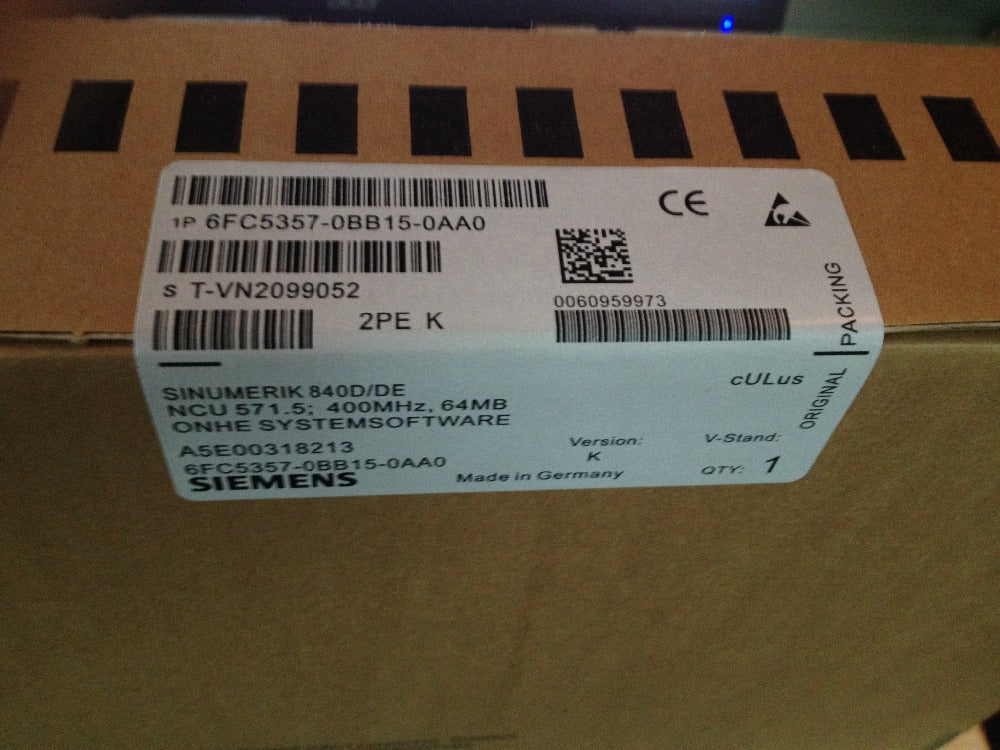 1P 6FC5357-0BB15-0AA0
S T-VN2099052
2PE K
0060959973
ORIGINAL PACKING
SINUMERIK 840D/DE
NCU 571.5; 400MHz, 64MB
ONHE SYSTEMSOFTWARE
cULus
A5E00318213
6FC5357-0BB15-0AA0
Version:
K
V-Stand:
SIEMENS
Made in Germany
QTY: 1